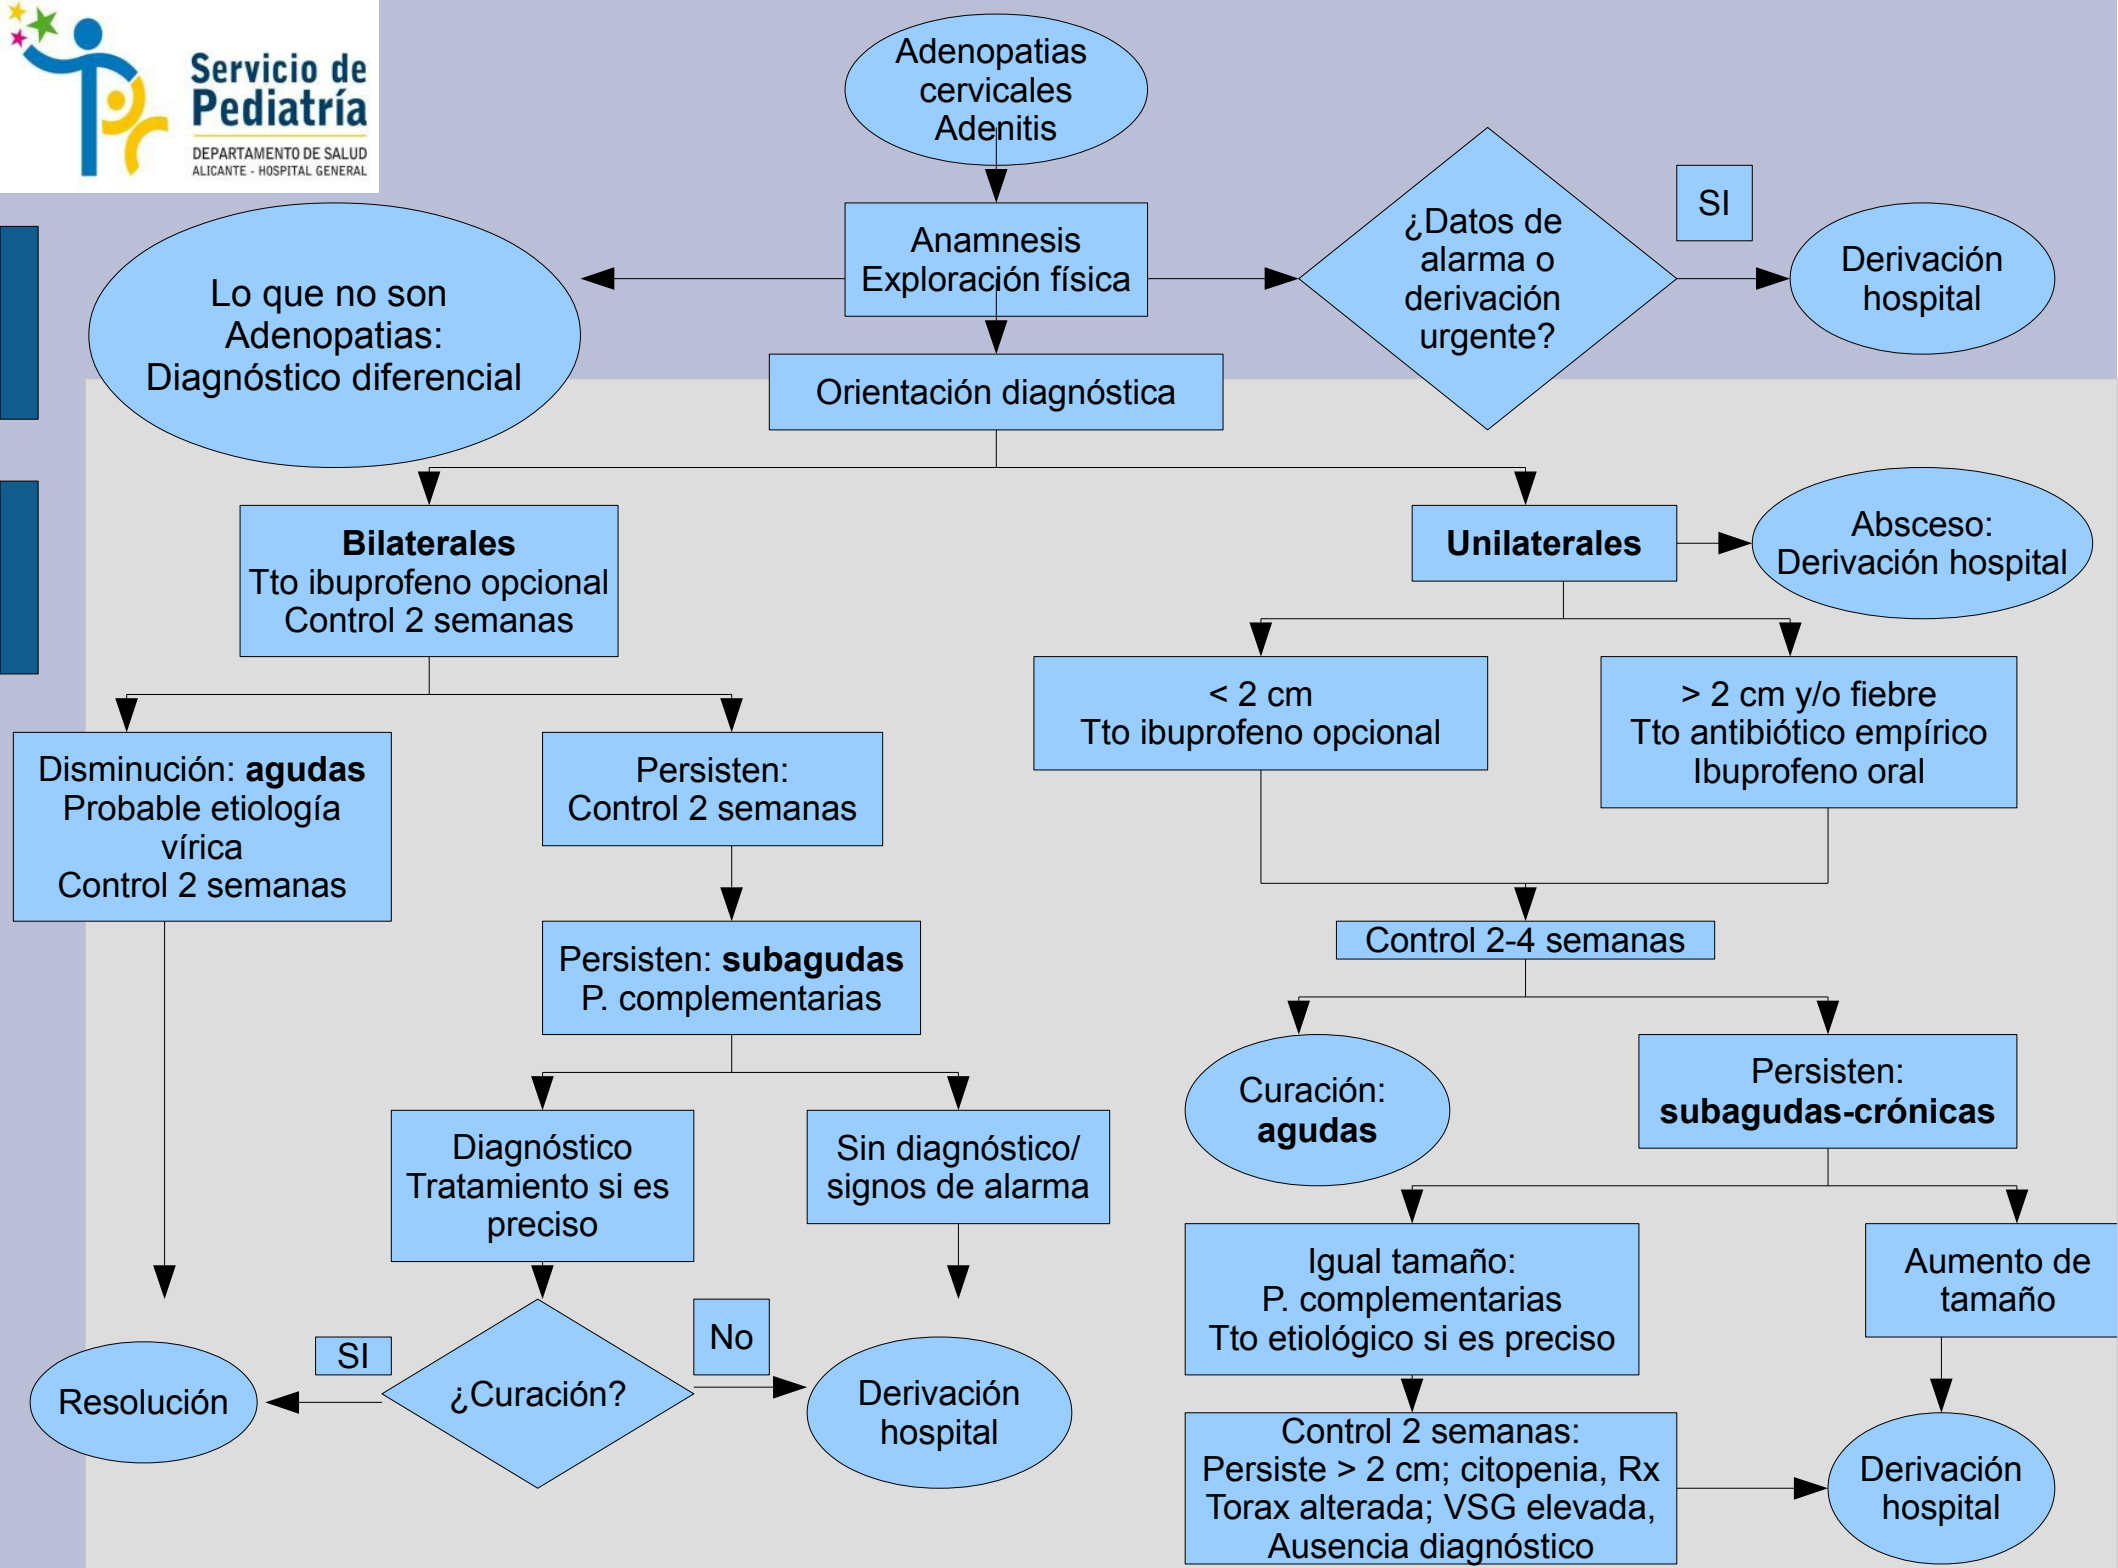 Servicio de
Pediatría
DEPARTAMENTO DE SALUD
ALICANTE - HOSPITAL GENERAL
Adenopatias
cervicales
Adenitis
Anamnesis
Exploración física
¿Datos de
alarma o
derivación
urgente?
SI
Derivación
hospital
Lo que no son
Adenopatias:
Diagnóstico diferencial
Orientación diagnóstica
Bilaterales
Tto ibuprofeno opcional
Control 2 semanas
Unilaterales
Absceso:
Derivación hospital
Disminución: agudas
Probable etiología
vírica
Control 2 semanas
Persisten:
Control 2 semanas
< 2 cm
Tto ibuprofeno opcional
> 2 cm y/o fiebre
Tto antibiótico empírico
Ibuprofeno oral
Persisten: subagudas
P. complementarias
Control 2-4 semanas
Diagnóstico
Tratamiento si es
preciso
Sin diagnóstico/
signos de alarma
Curación:
agudas
Persisten:
subagudas-crónicas
Igual tamaño:
P. complementarias
Tto etiológico si es preciso
Aumento de
tamaño
Resolución
SI
¿Curación?
No
Derivación
hospital
Control 2 semanas:
Persiste > 2 cm; citopenia, Rx
Torax alterada; VSG elevada,
Ausencia diagnóstico
Derivación
hospital